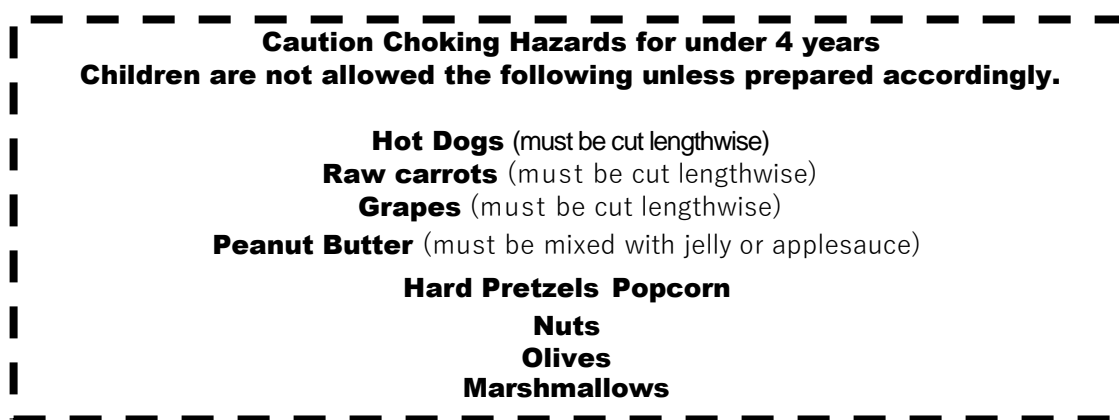 Caution Choking Hazards for under 4 years
Children are not allowed the following unless prepared accordingly.
Hot Dogs (must be cut lengthwise)
Raw carrots (must be cut lengthwise)
Grapes (must be cut lengthwise)
Peanut Butter (must be mixed with jelly or applesauce)
Hard Pretzels Popcorn
Nuts
Olives
Marshmallows